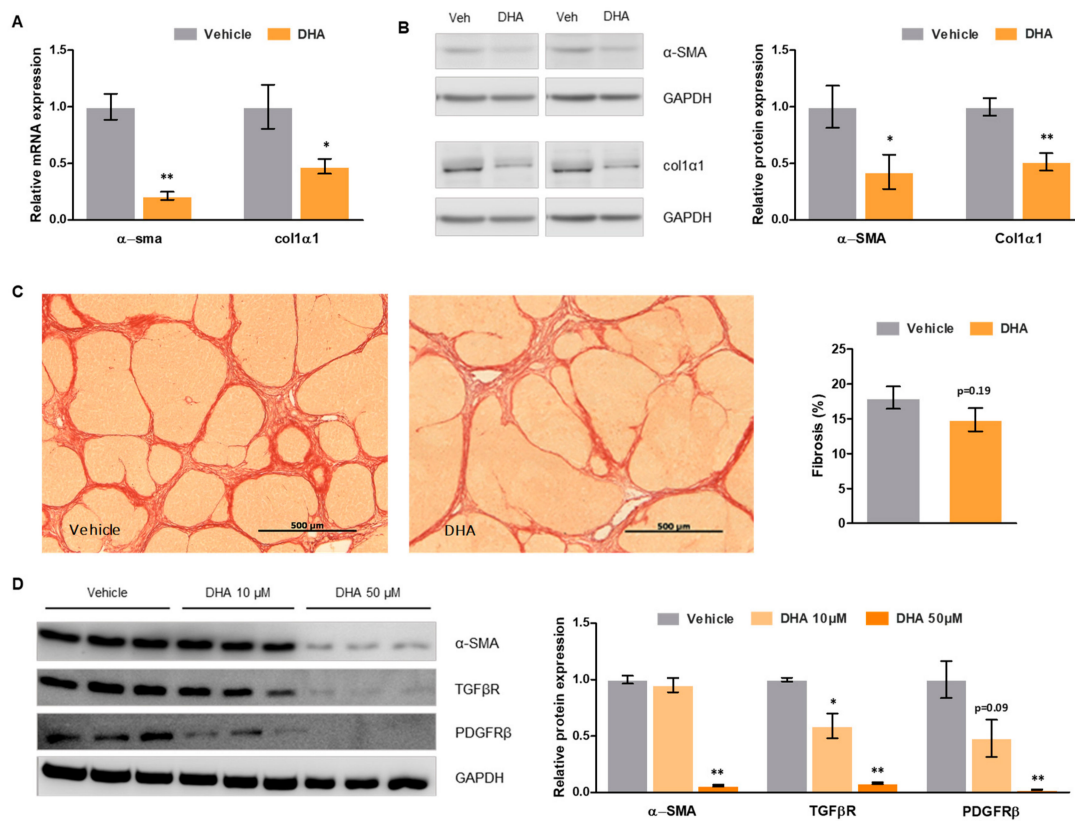 A
Vehicle DHA
Relative mRNA expression
1.5
1.0
0.5
0.0
**
*
α–sma col1α1
B
Veh DHA Veh DHA
α-SMA
GAPDH
col1α1
GAPDH
Vehicle DHA
Relative protein expression
1.5
1.0
0.5
0.0
*
**
α–SMA Col1α1
C
Vehicle
500 µm
DHA
500 µm
Vehicle DHA
Fibrosis (%)
25
20
15
10
5
0
p=0.19
D
Vehicle DHA 10 µM DHA 50 µM
α-SMA
TGFβR
PDGFRβ
GAPDH
Vehicle DHA 10µM DHA 50µM
Relative protein expression
1.5
1.0
0.5
0.0
**
*
**
p=0.09
**
α–SMA TGFβR PDGFRβ